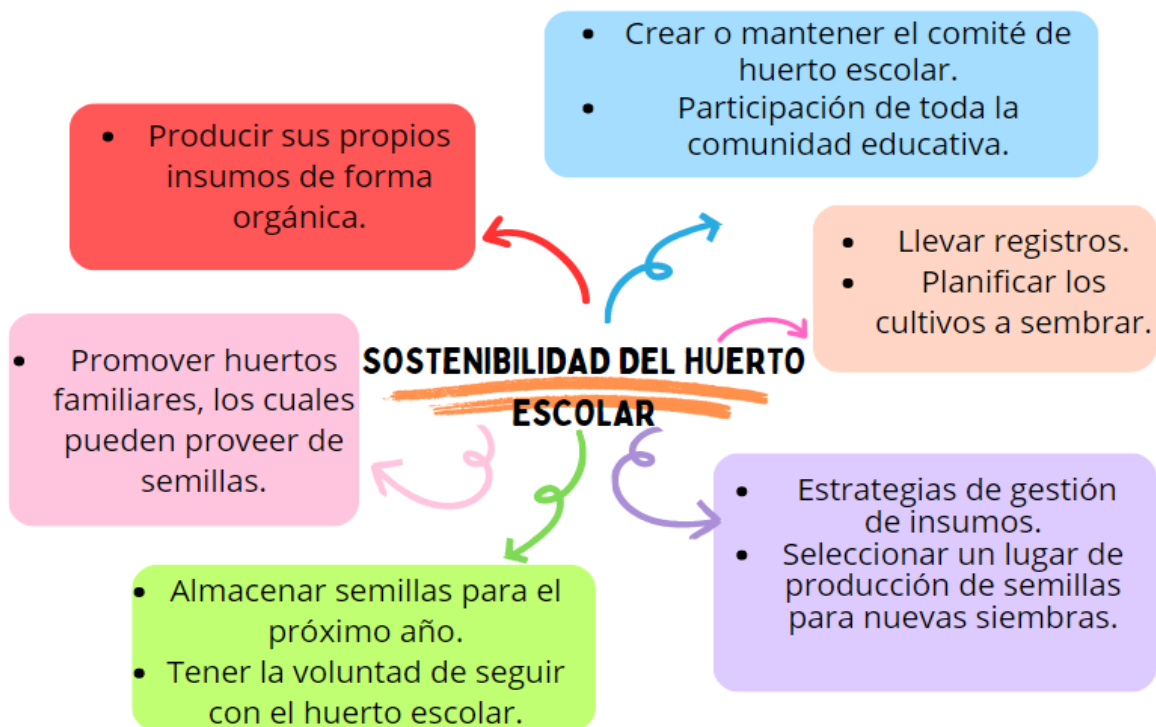 • Crear o mantener el comité de
huerto escolar.
• Participación de toda la
comunidad educativa.
• Producir sus propios
insumos de forma
orgánica.
• Llevar registros.
• Planificar los
cultivos a sembrar.
SOSTENIBILIDAD DEL HUERTO
ESCOLAR
• Promover huertos
familiares, los cuales
pueden proveer de
semillas.
• Estrategias de gestión
de insumos.
• Seleccionar un lugar de
producción de semillas
para nuevas siembras.
• Almacenar semillas para el
próximo año.
• Tener la voluntad de seguir
con el huerto escolar.